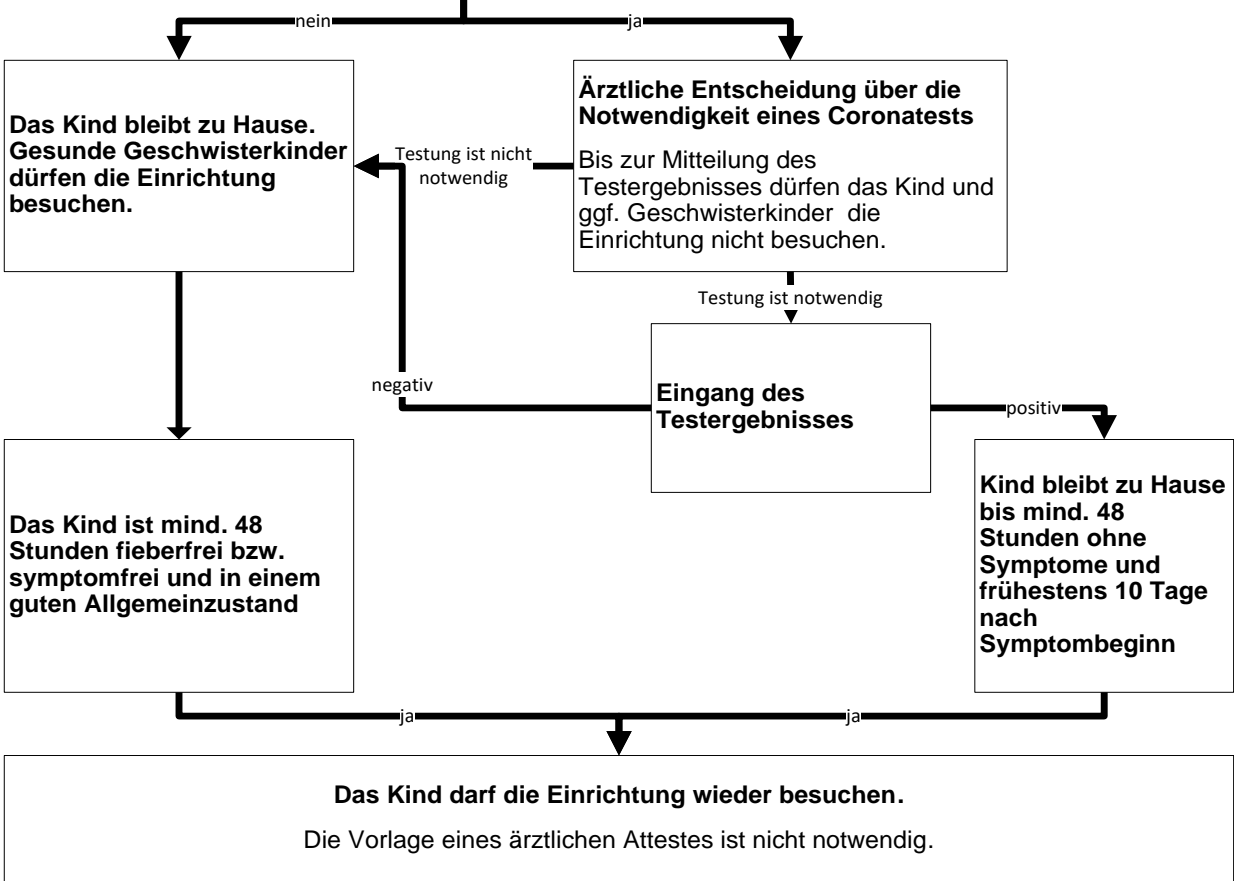 nein
ja
Das Kind bleibt zu Hause.
Gesunde Geschwisterkinder
dürfen die Einrichtung
besuchen.
Ärztliche Entscheidung über die
Notwendigkeit eines Coronatests
Bis zur Mitteilung des
Testergebnisses dürfen das Kind und
ggf. Geschwisterkinder die
Einrichtung nicht besuchen.
Testung ist nicht
notwendig
Testung ist notwendig
Eingang des
Testergebnisses
negativ
positiv
Das Kind ist mind. 48
Stunden fieberfrei bzw.
symptomfrei und in einem
guten Allgemeinzustand
Kind bleibt zu Hause
bis mind. 48
Stunden ohne
Symptome und
frühestens 10 Tage
nach
Symptombeginn
ja
ja
Das Kind darf die Einrichtung wieder besuchen.
Die Vorlage eines ärztlichen Attestes ist nicht notwendig.